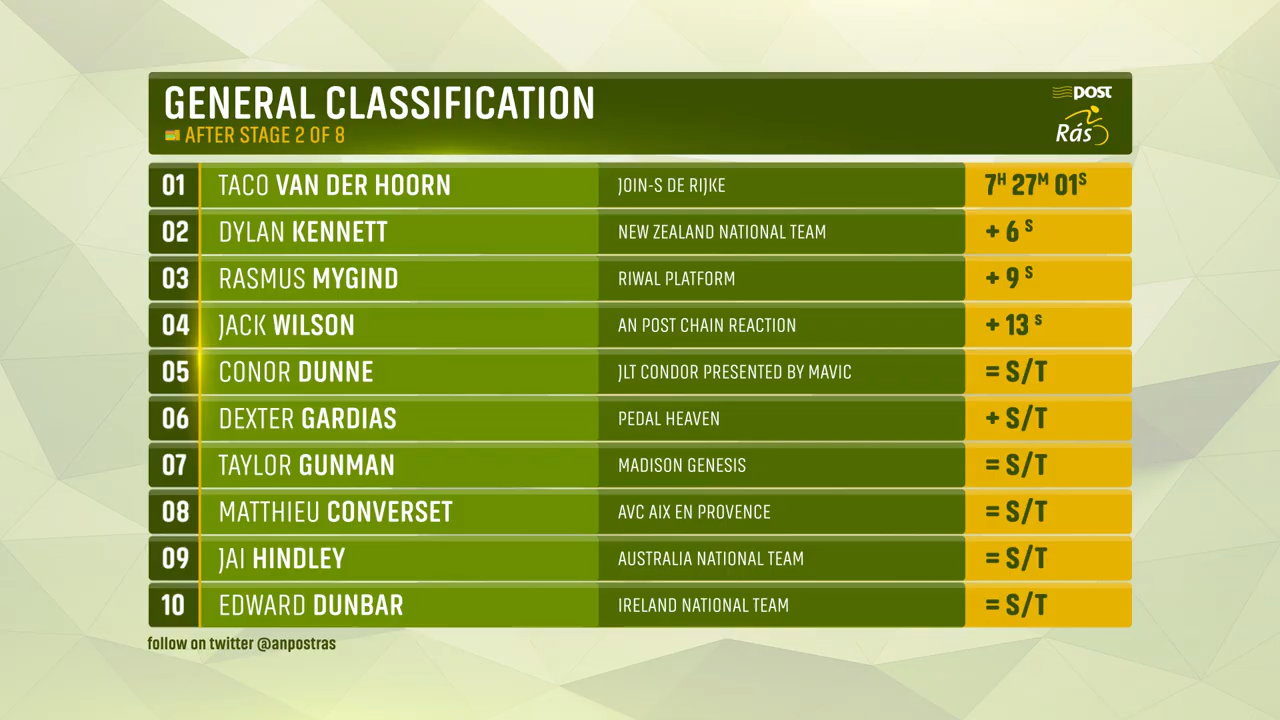 GENERAL CLASSIFICATION
AFTER STAGE 2 OF 8
post
Rás
01 TACO VAN DER HOORN JOIN-S DE RIJKE 7H 27M 01S
02 DYLAN KENNETT NEW ZEALAND NATIONAL TEAM + 6 S
03 RASMUS MYGIND RIWAL PLATFORM + 9 S
04 JACK WILSON AN POST CHAIN REACTION + 13 S
05 CONOR DUNNE JLT CONDOR PRESENTED BY MAVIC = S/T
06 DEXTER GARDIAS PEDAL HEAVEN + S/T
07 TAYLOR GUNMAN MADISON GENESIS = S/T
08 MATTHIEU CONVERSET AVC AIX EN PROVENCE = S/T
09 JAI HINDLEY AUSTRALIA NATIONAL TEAM = S/T
10 EDWARD DUNBAR IRELAND NATIONAL TEAM = S/T
follow on twitter @anpostras